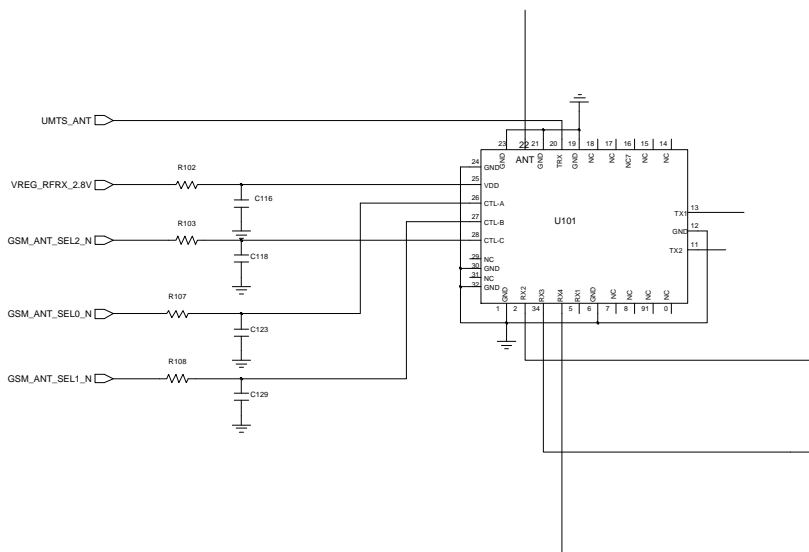 UMTS_ANT
R102
VREG_RFRX_2.8V
C116
R103
GSM_ANT_SEL2_N
C118
R107
GSM_ANT_SEL0_N
C123
R108
GSM_ANT_SEL1_N
C129
23 22 21 20 19 18 17 16 15 14
GND ANT GND TRX GND NC NC NC7 NC NC
24 GND
25 VDD
26 CTL-A
27 CTL-B
28 CTL-C
29 NC
30 GND
31 NC
32 GND
U101
TX1 13
GND 12
TX2 11
GND RX2 RX3 RX4 RX1 GND NC NC NC NC
1 2 34 5 6 7 8 91 0